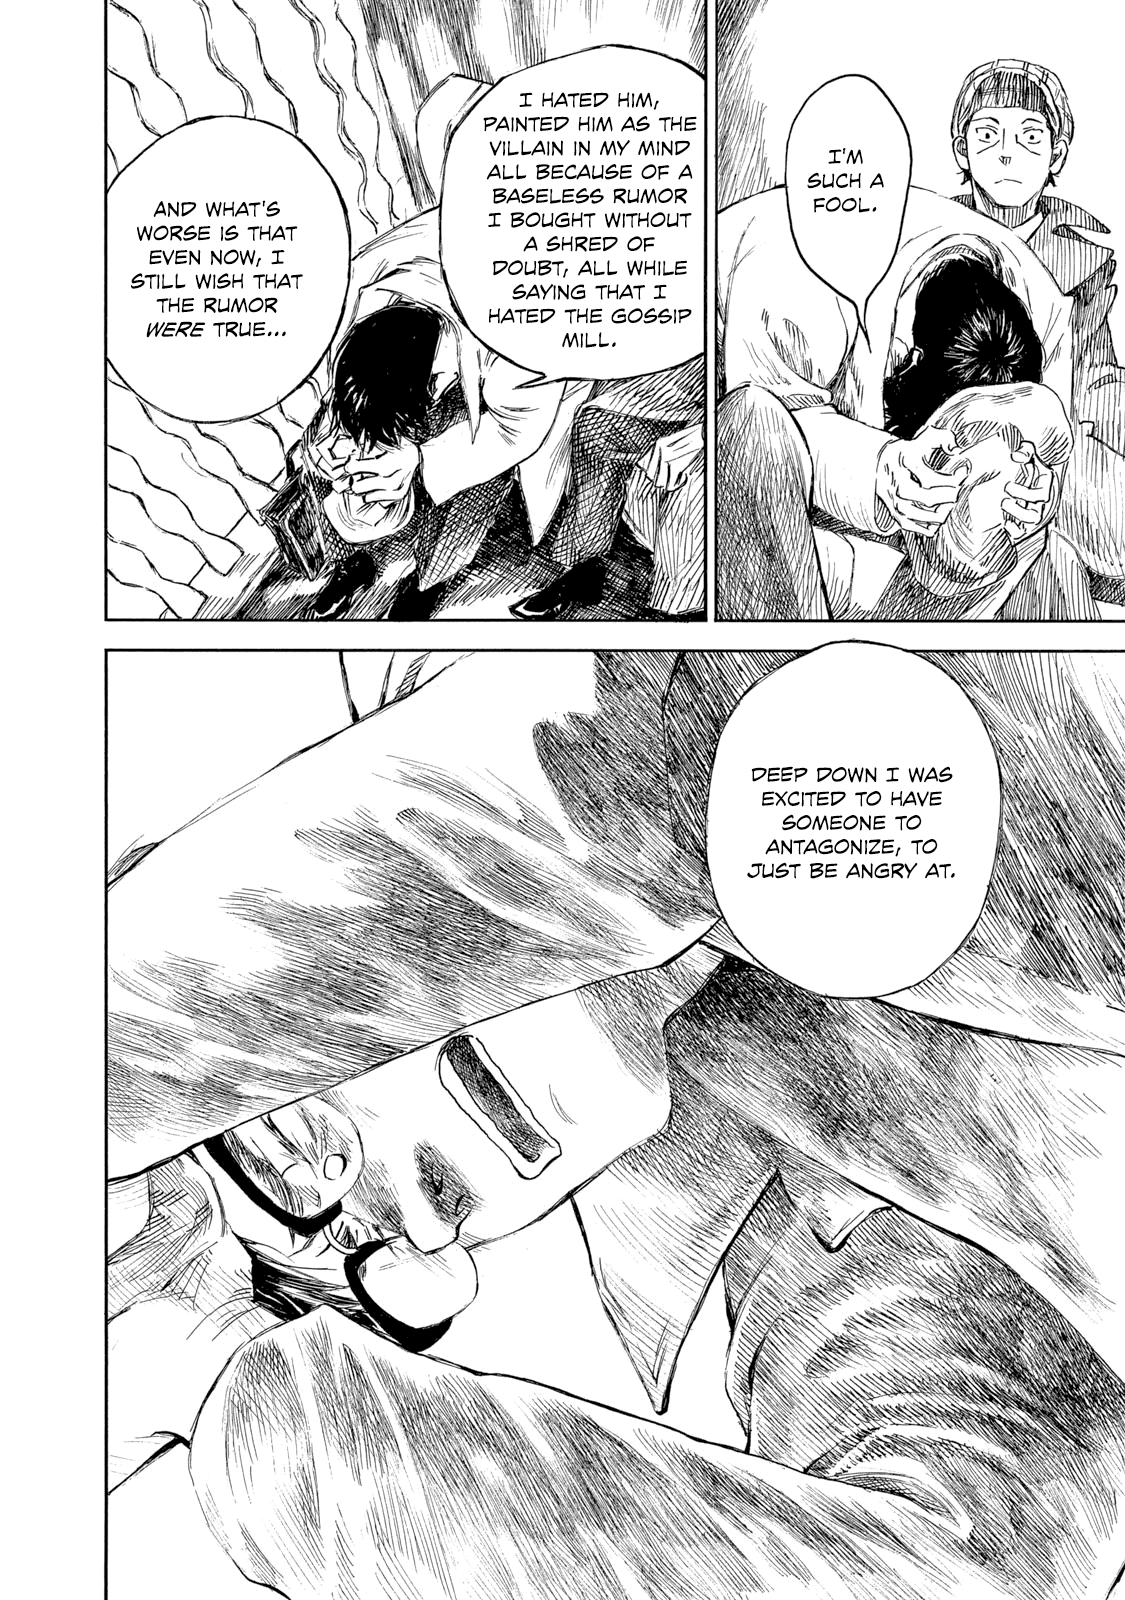 I'M
SUCH A
FOOL.
I HATED HIM,
PAINTED HIM AS THE
VILLAIN IN MY MIND
ALL BECAUSE OF A
BASELESS RUMOR
I BOUGHT WITHOUT
A SHRED OF
DOUBT, ALL WHILE
SAYING THAT I
HATED THE GOSSIP
MILL.
AND WHAT'S
WORSE IS THAT
EVEN NOW, I
STILL WISH THAT
THE RUMOR
WERE TRUE...
DEEP DOWN I WAS
EXCITED TO HAVE
SOMEONE TO
ANTAGONIZE, TO
JUST BE ANGRY AT.